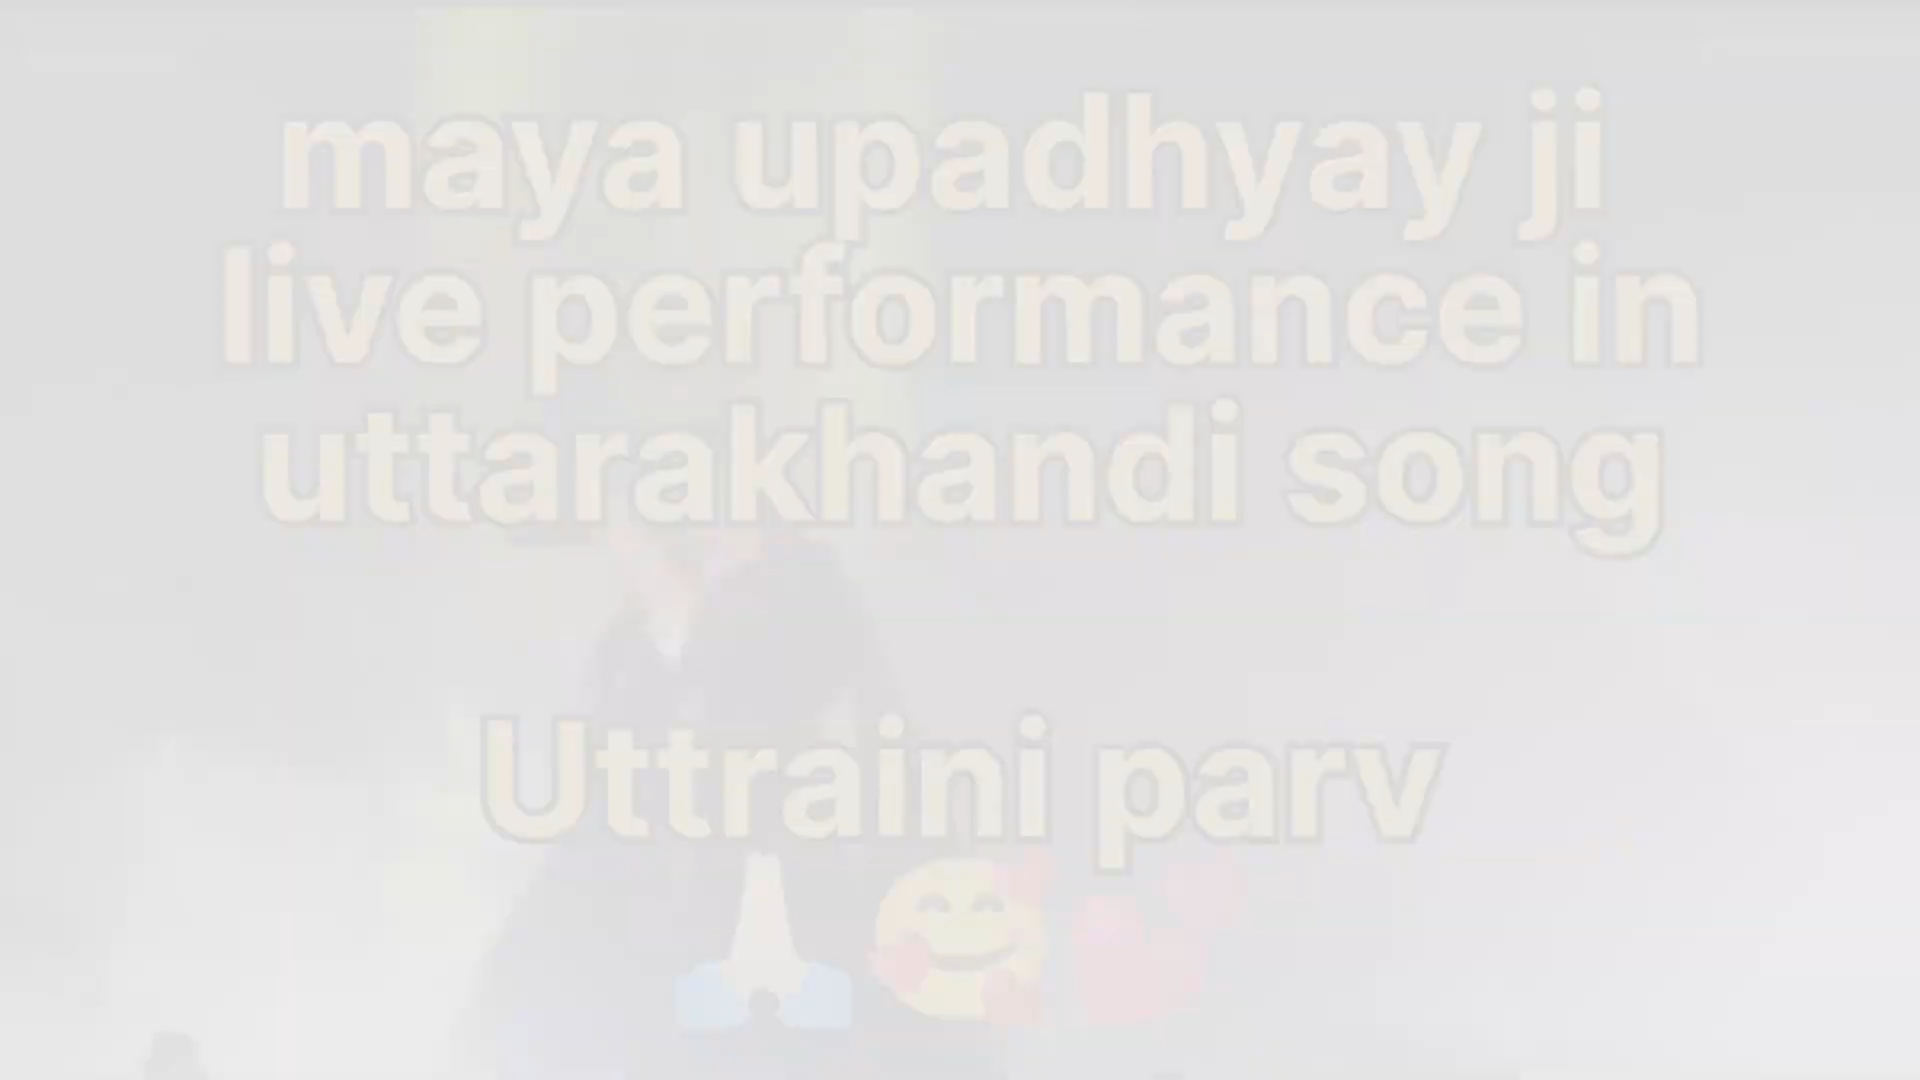 maya upadhyay ji
live performance in
uttarakhandi song
Uttraini parv
🙏🥰💕